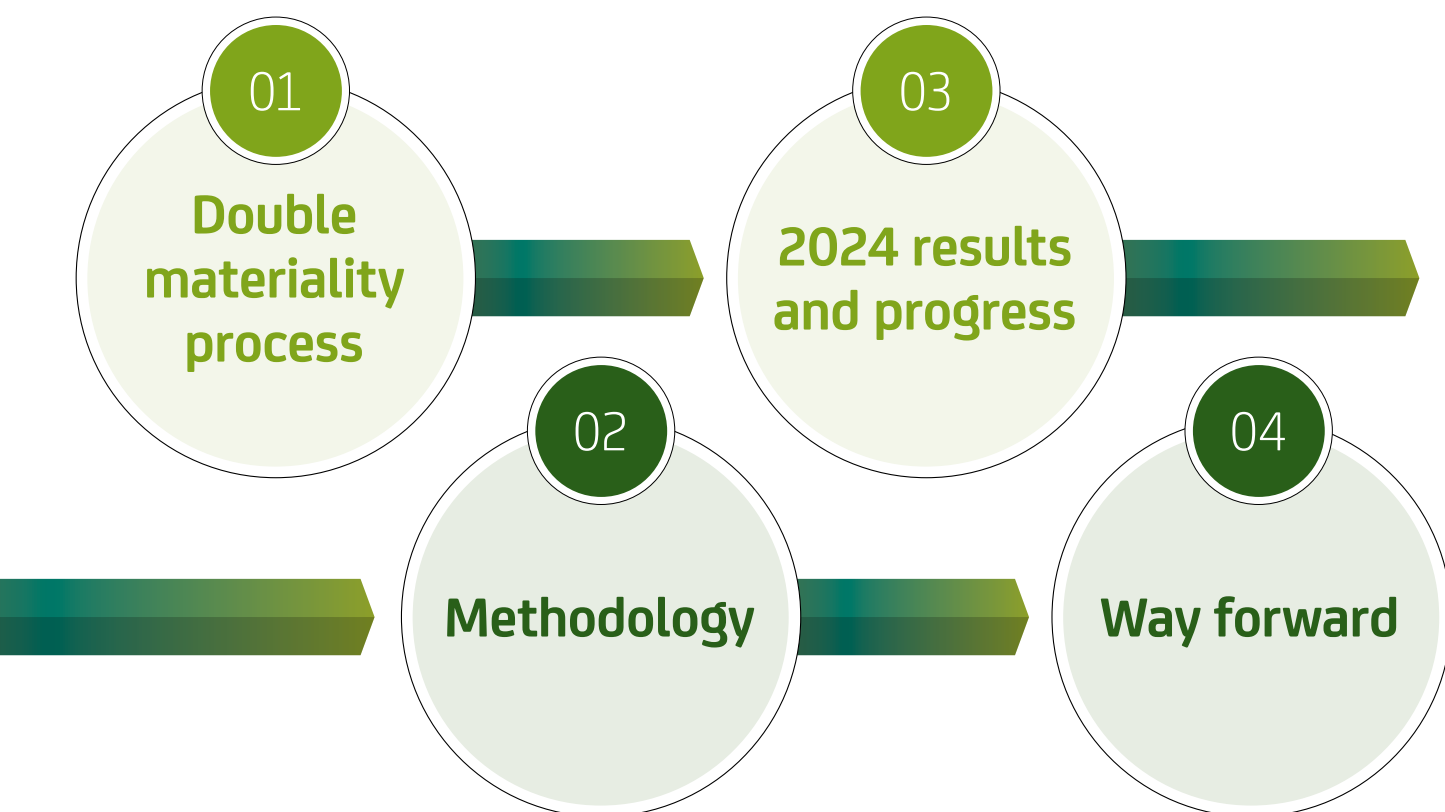 01
Double
materiality
process
02
Methodology
03
2024 results
and progress
04
Way forward